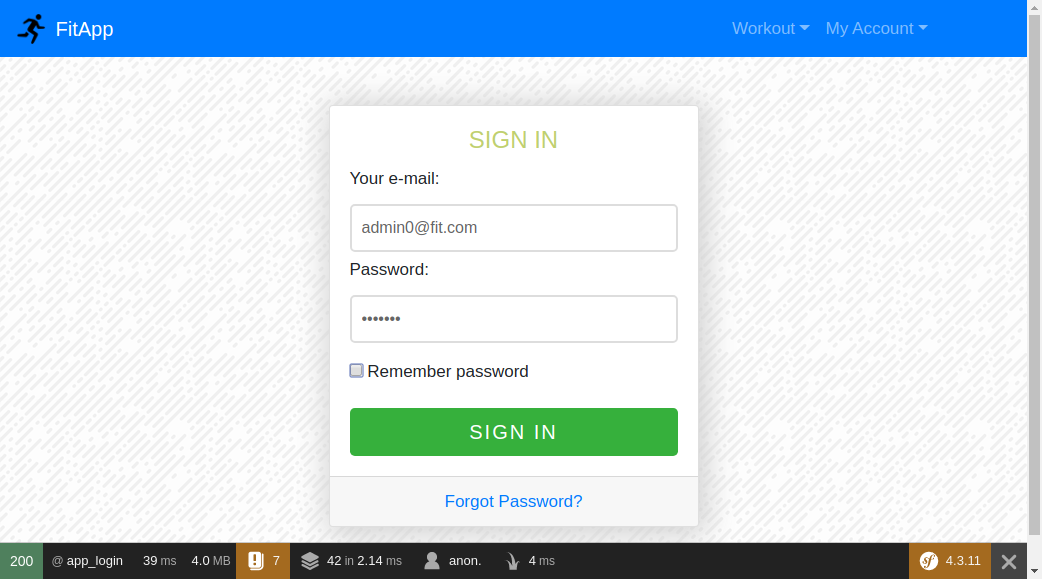 FitApp
Workout My Account
SIGN IN
Your e-mail:
admin0@fit.com
Password:
•••••••
Remember password
SIGN IN
Forgot Password?
200 @ app_login 39 ms 4.0 MB 7 42 in 2.14 ms anon. 4 ms sf 4.3.11